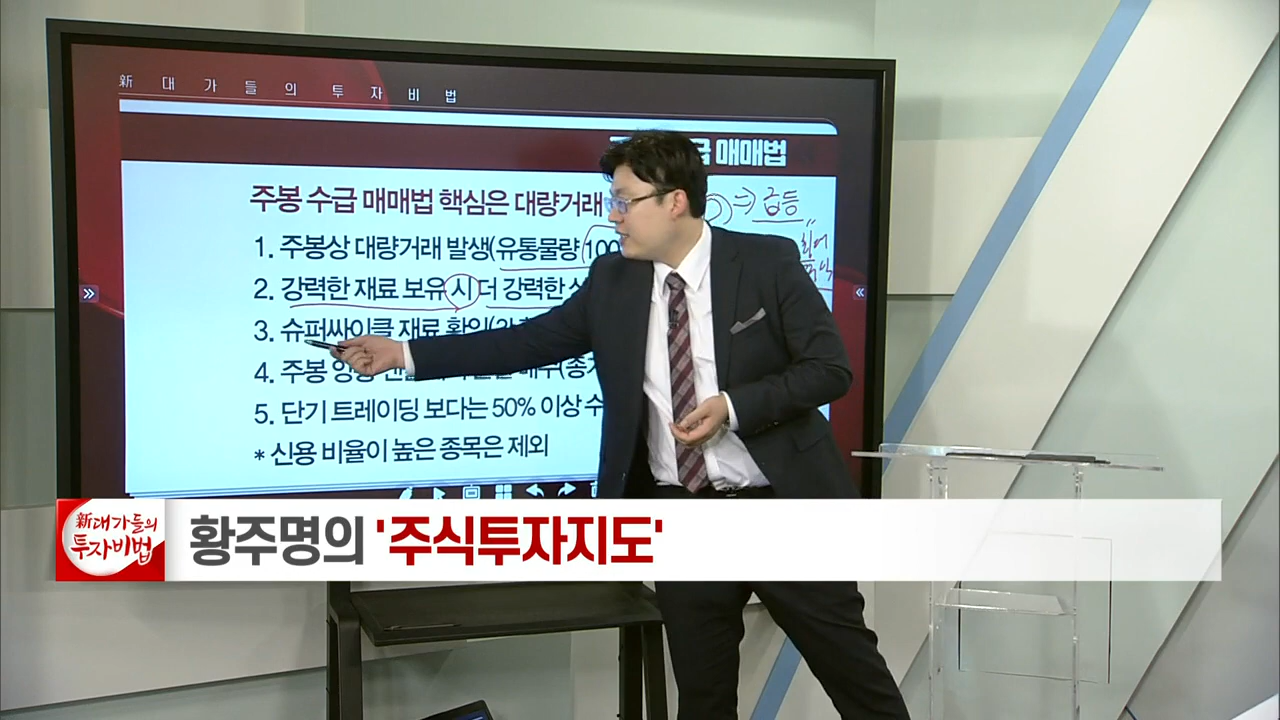 新 대 가 들 의 투 자 비 법
급 매매법
주봉 수급 매매법 핵심은 대량거래
⇒ 급등
1. 주봉상 대량거래 발생(유통물량 100
2. 강력한 재료 보유 시 더 강력한
3. 슈퍼싸이클 재료 확인
4. 주봉
5. 단기 트레이딩 보다는 50% 이상 수
* 신용 비율이 높은 종목은 제외
新대가들의
투자비법
황주명의 '주식투자지도'